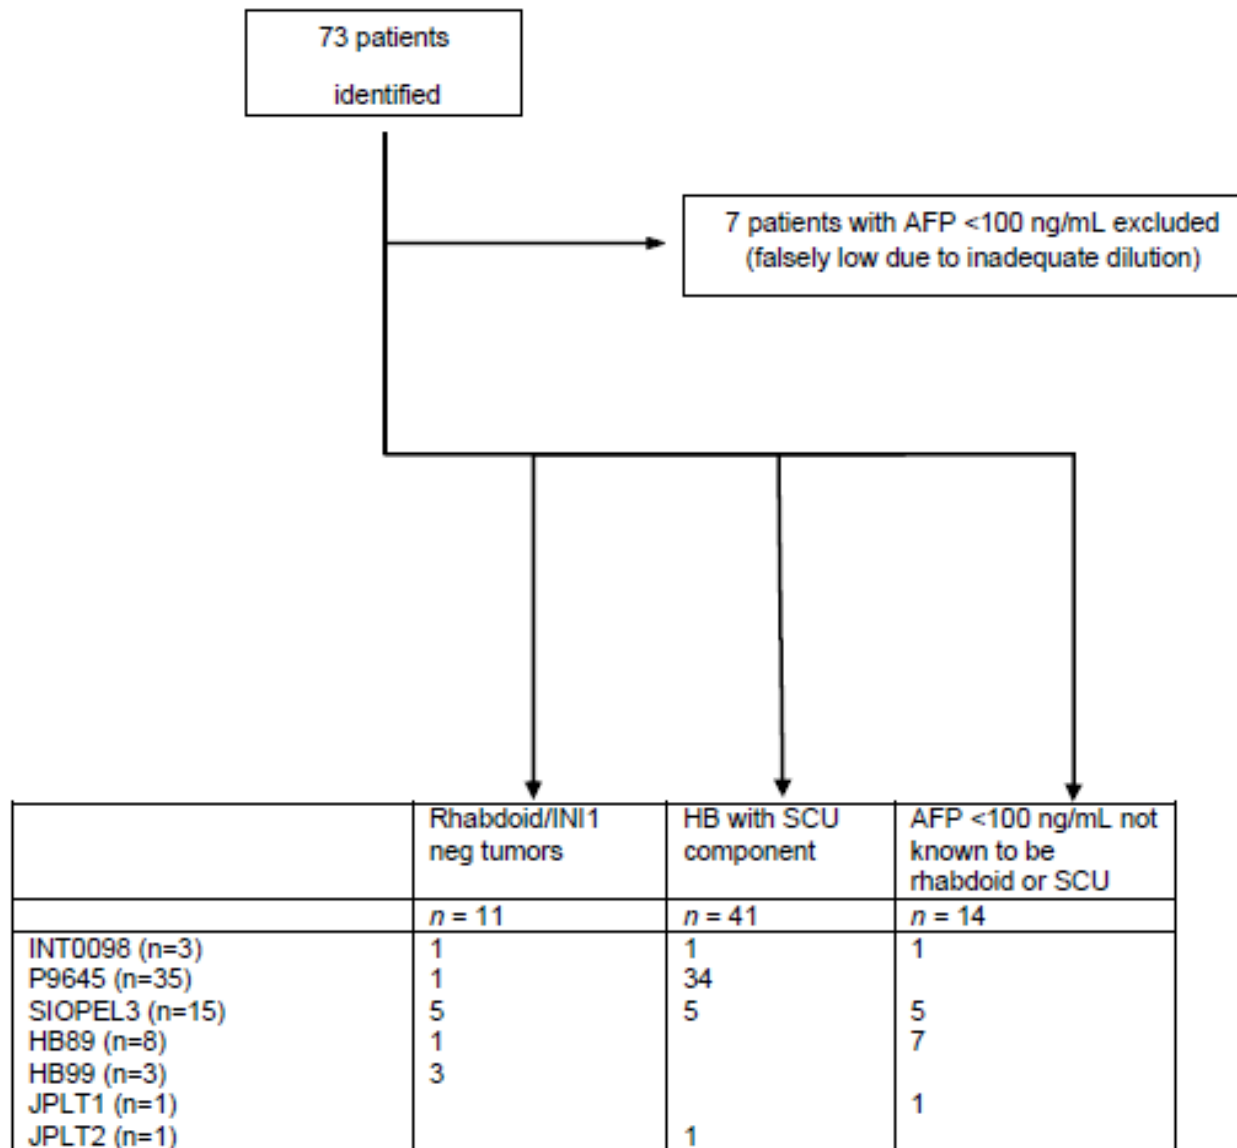 73 patients
identified
7 patients with AFP <100 ng/mL excluded
(falsely low due to inadequate dilution)
Rhabdoid/INI1 neg tumors HB with SCU component AFP <100 ng/mL not known to be rhabdoid or SCU
n = 11 n = 41 n = 14
INT0098 (n=3) 1 1 1
P9645 (n=35) 1 34
SIOPEL3 (n=15) 5 5 5
HB89 (n=8) 1 7
HB99 (n=3) 3
JPLT1 (n=1) 1
JPLT2 (n=1) 1